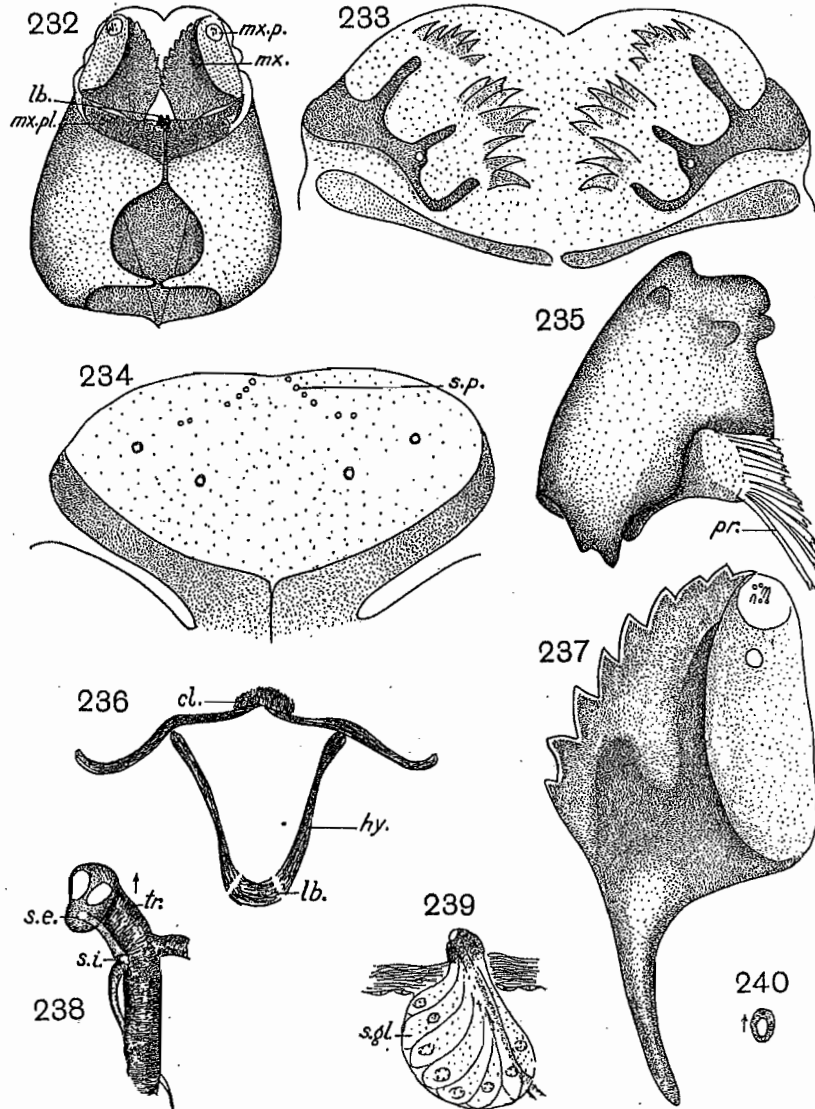 232
mx.p.
mx.
lb.
mx.pl.
233
234
s.p.
235
pr.
236
cl.
hy.
lb.
237
238
tr.
s.e.
s.i.
239
s.gl.
240